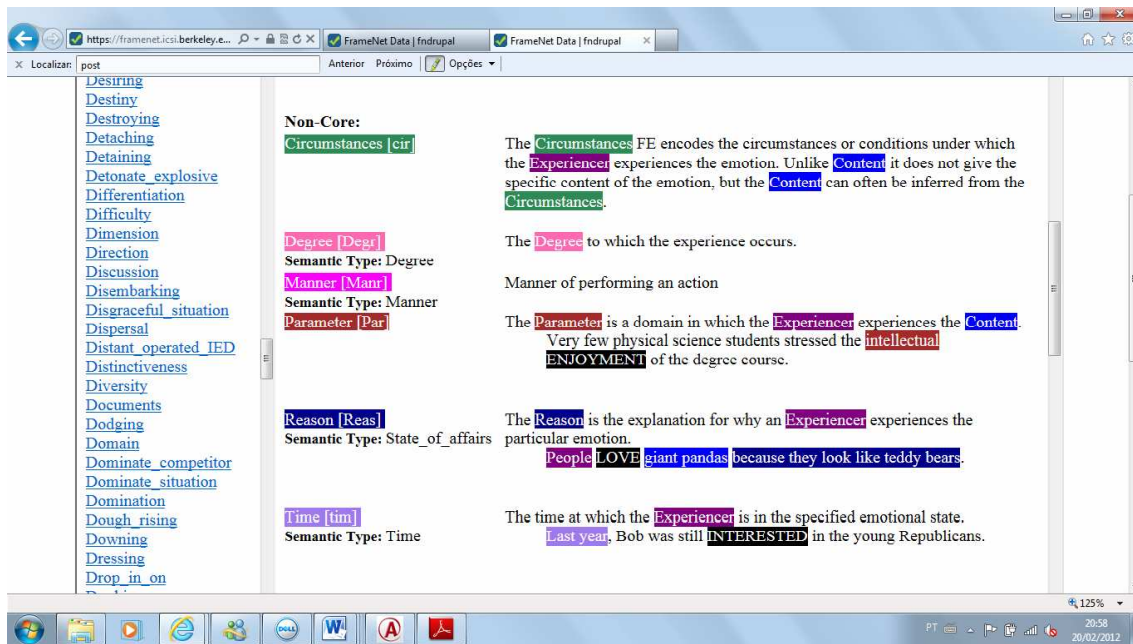 https://framenet.icsi.berkeley.e...
FrameNet Data | fndrupal
FrameNet Data | fndrupal
x Localizar: post Anterior Próximo Opções
Desiring
Destiny
Destroying
Detaching
Detaining
Detonate_explosive
Differentiation
Difficulty
Dimension
Direction
Discussion
Disembarking
Disgraceful_situation
Dispersal
Distant_operated_IED
Distinctiveness
Diversity
Documents
Dodging
Domain
Dominate_competitor
Dominate_situation
Domination
Dough_rising
Downing
Dressing
Drop_in_on
Non-Core:
Circumstances [cir]
The Circumstances FE encodes the circumstances or conditions under which
the Experiencer experiences the emotion. Unlike Content it does not give the
specific content of the emotion, but the Content can often be inferred from the
Circumstances.
Degree [Degr]
The Degree to which the experience occurs.
Semantic Type: Degree
Manner [Manr]
Manner of performing an action
Semantic Type: Manner
Parameter [Par]
The Parameter is a domain in which the Experiencer experiences the Content.
Very few physical science students stressed the intellectual
ENJOYMENT of the degree course.
Reason [Reas]
The Reason is the explanation for why an Experiencer experiences the
Semantic Type: State_of_affairs
particular emotion.
People LOVE giant pandas because they look like teddy bears.
Time [tim]
The time at which the Experiencer is in the specified emotional state.
Semantic Type: Time
Last year, Bob was still INTERESTED in the young Republicans.
125%
DELL
W
A
PT
20:58
20/02/2012